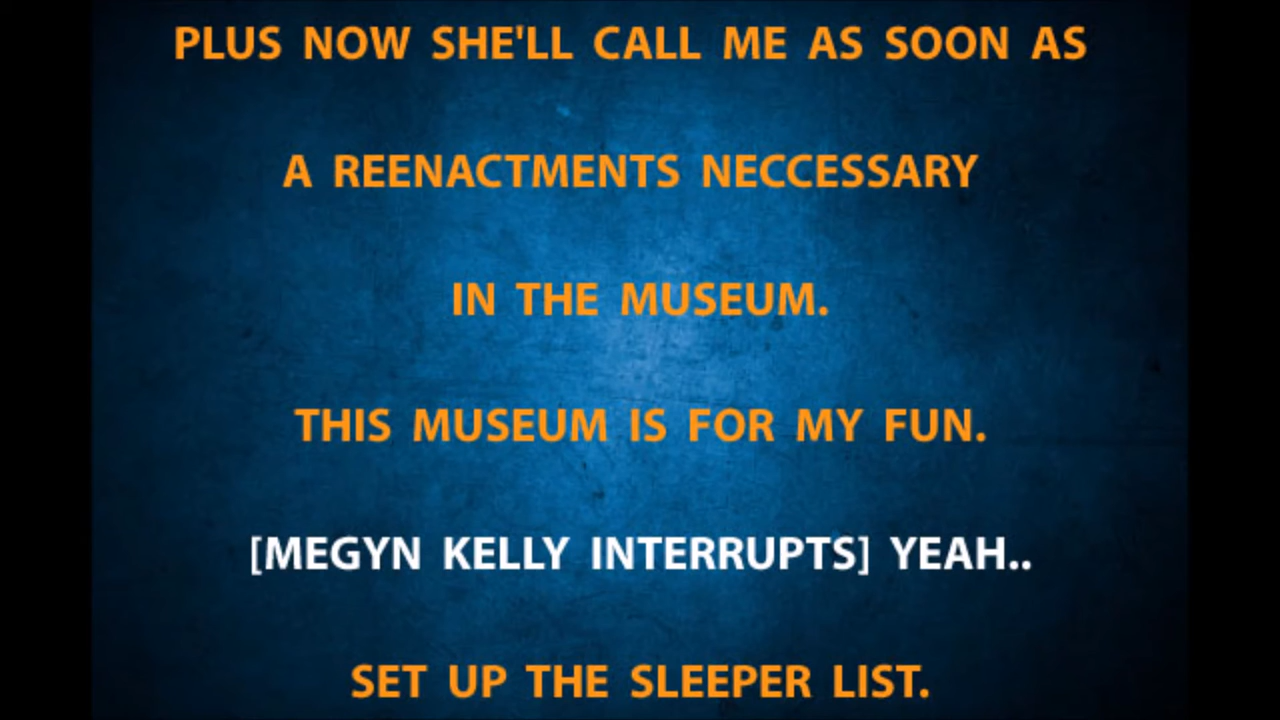 PLUS NOW SHE'LL CALL ME AS SOON AS
A REENACTMENTS NECCESSARY
IN THE MUSEUM.
THIS MUSEUM IS FOR MY FUN.
[MEGYN KELLY INTERRUPTS] YEAH..
SET UP THE SLEEPER LIST.